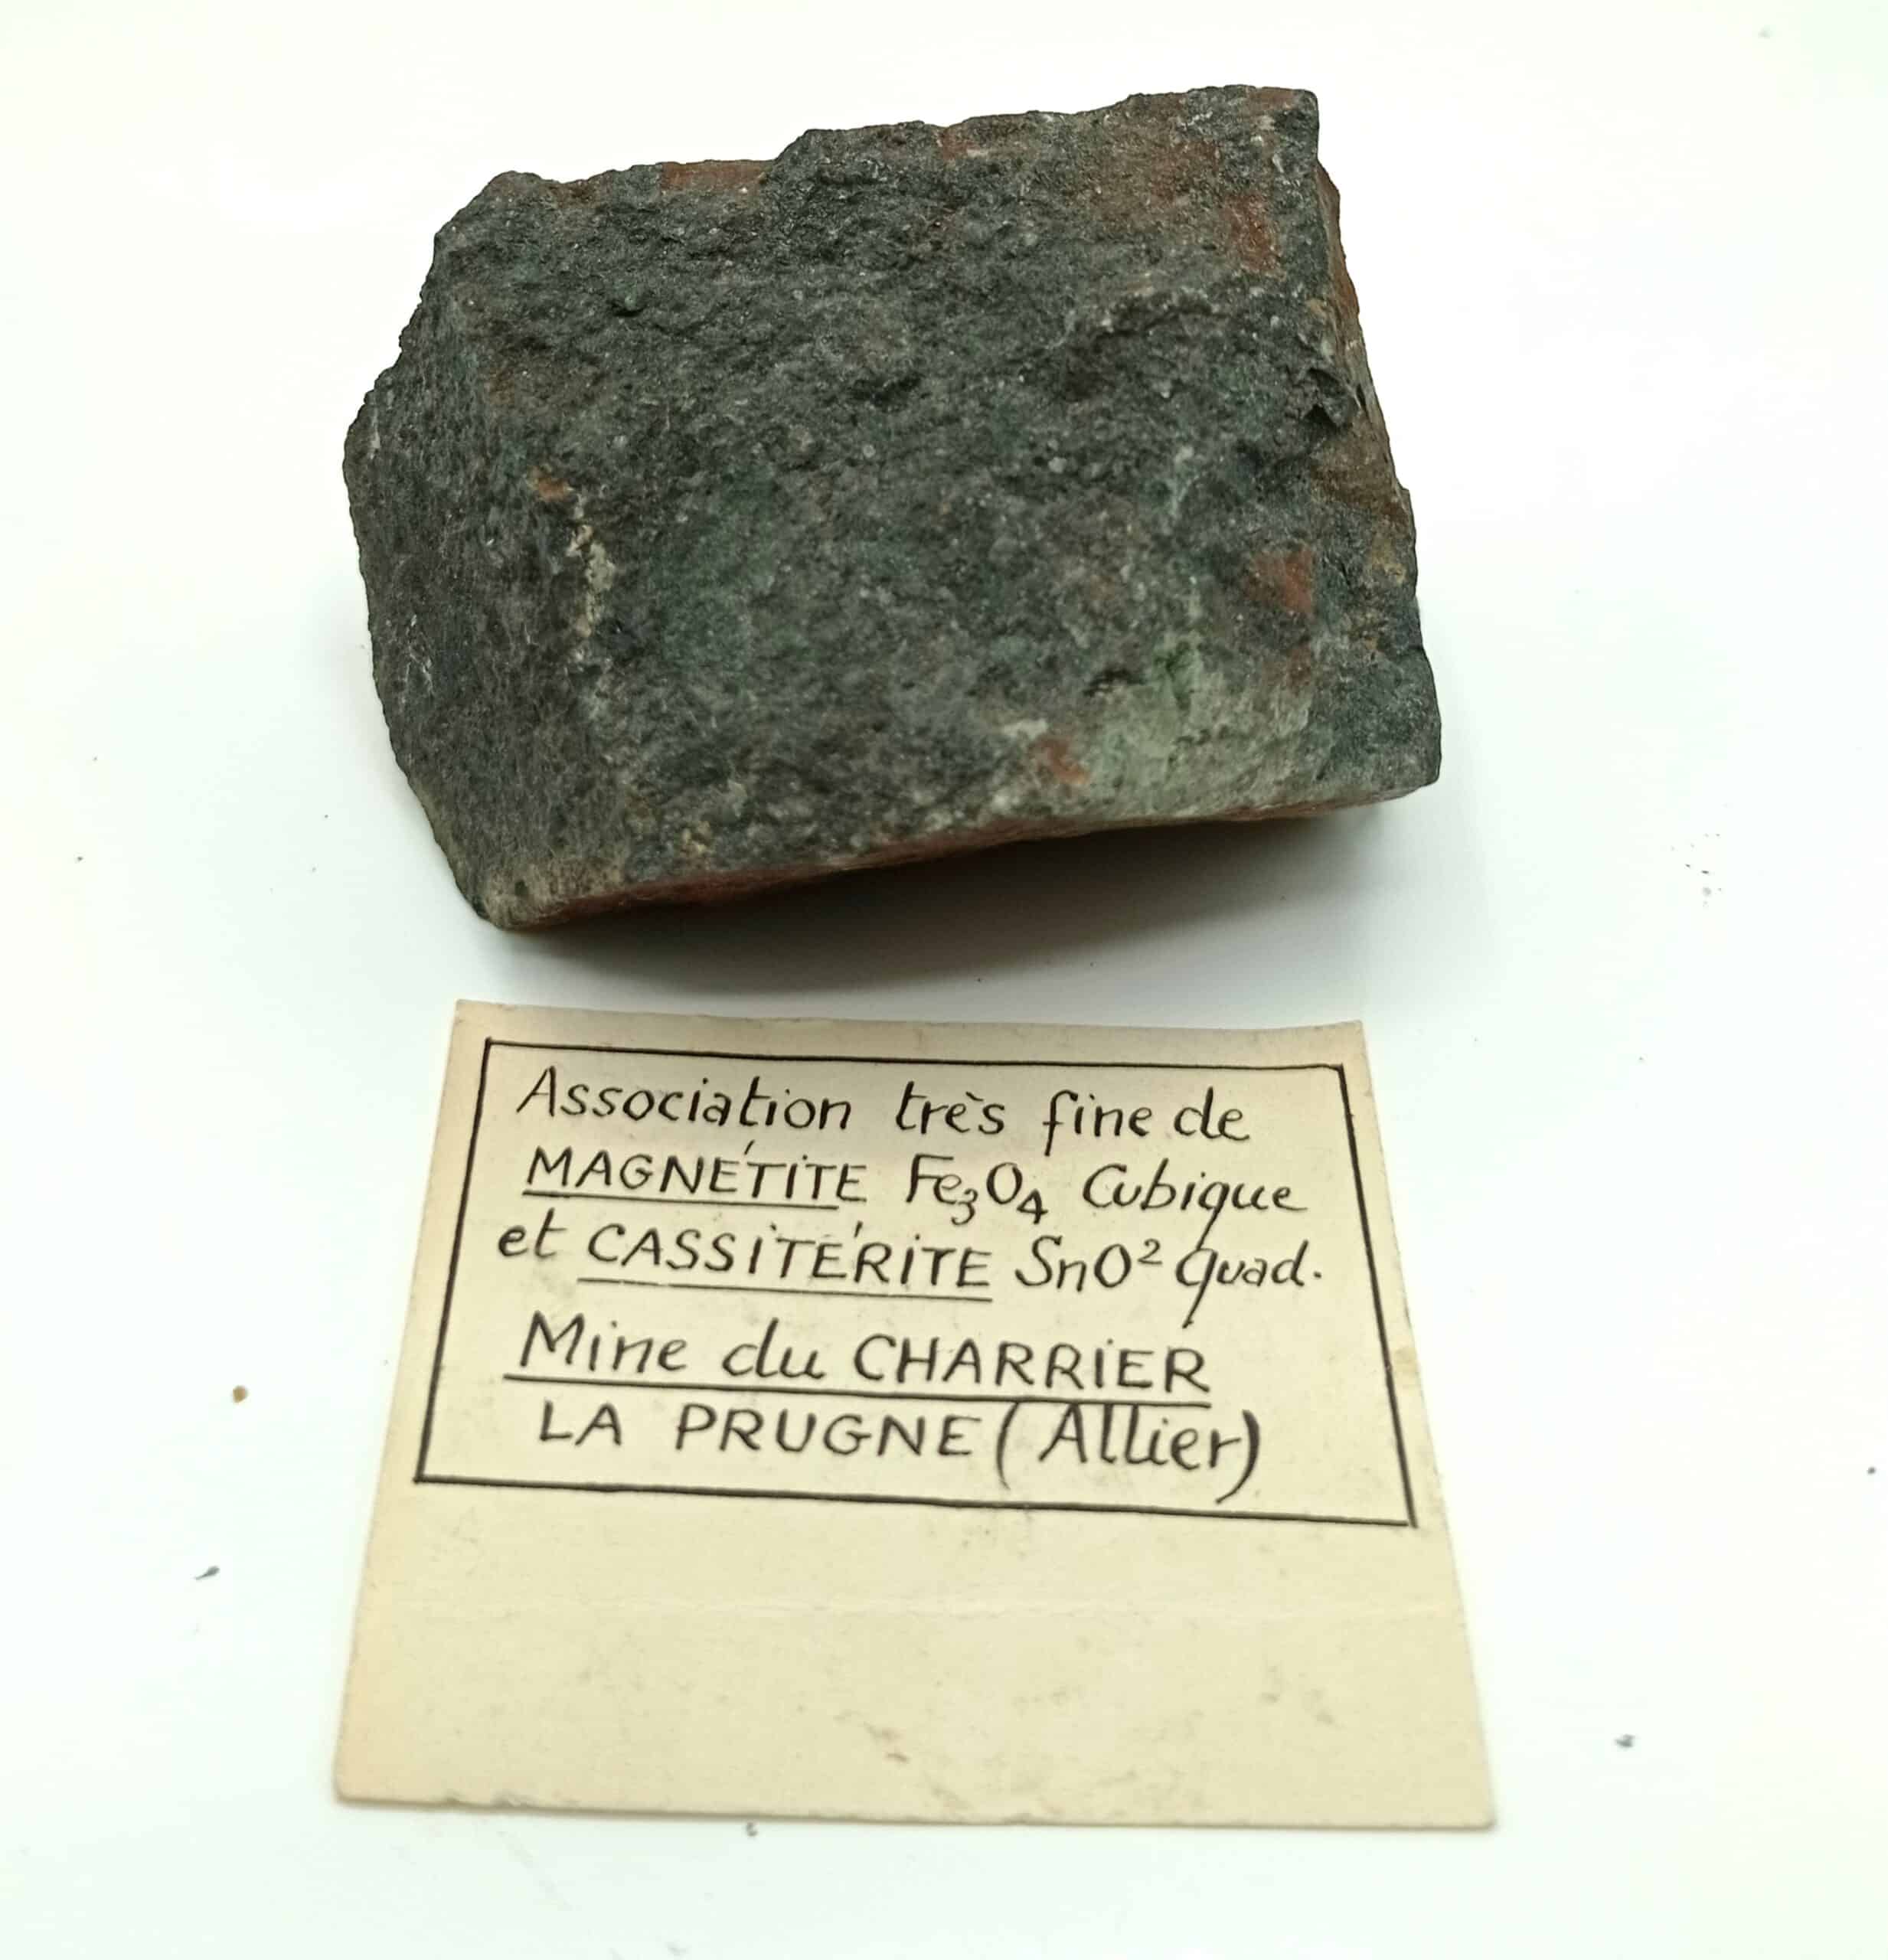 Association très fine de
MAGNÉTITE Fe₃O₄ Cubique
et CASSITÉRITE SnO² quad.
Mine du CHARRIER
LA PRUGNE (Allier)